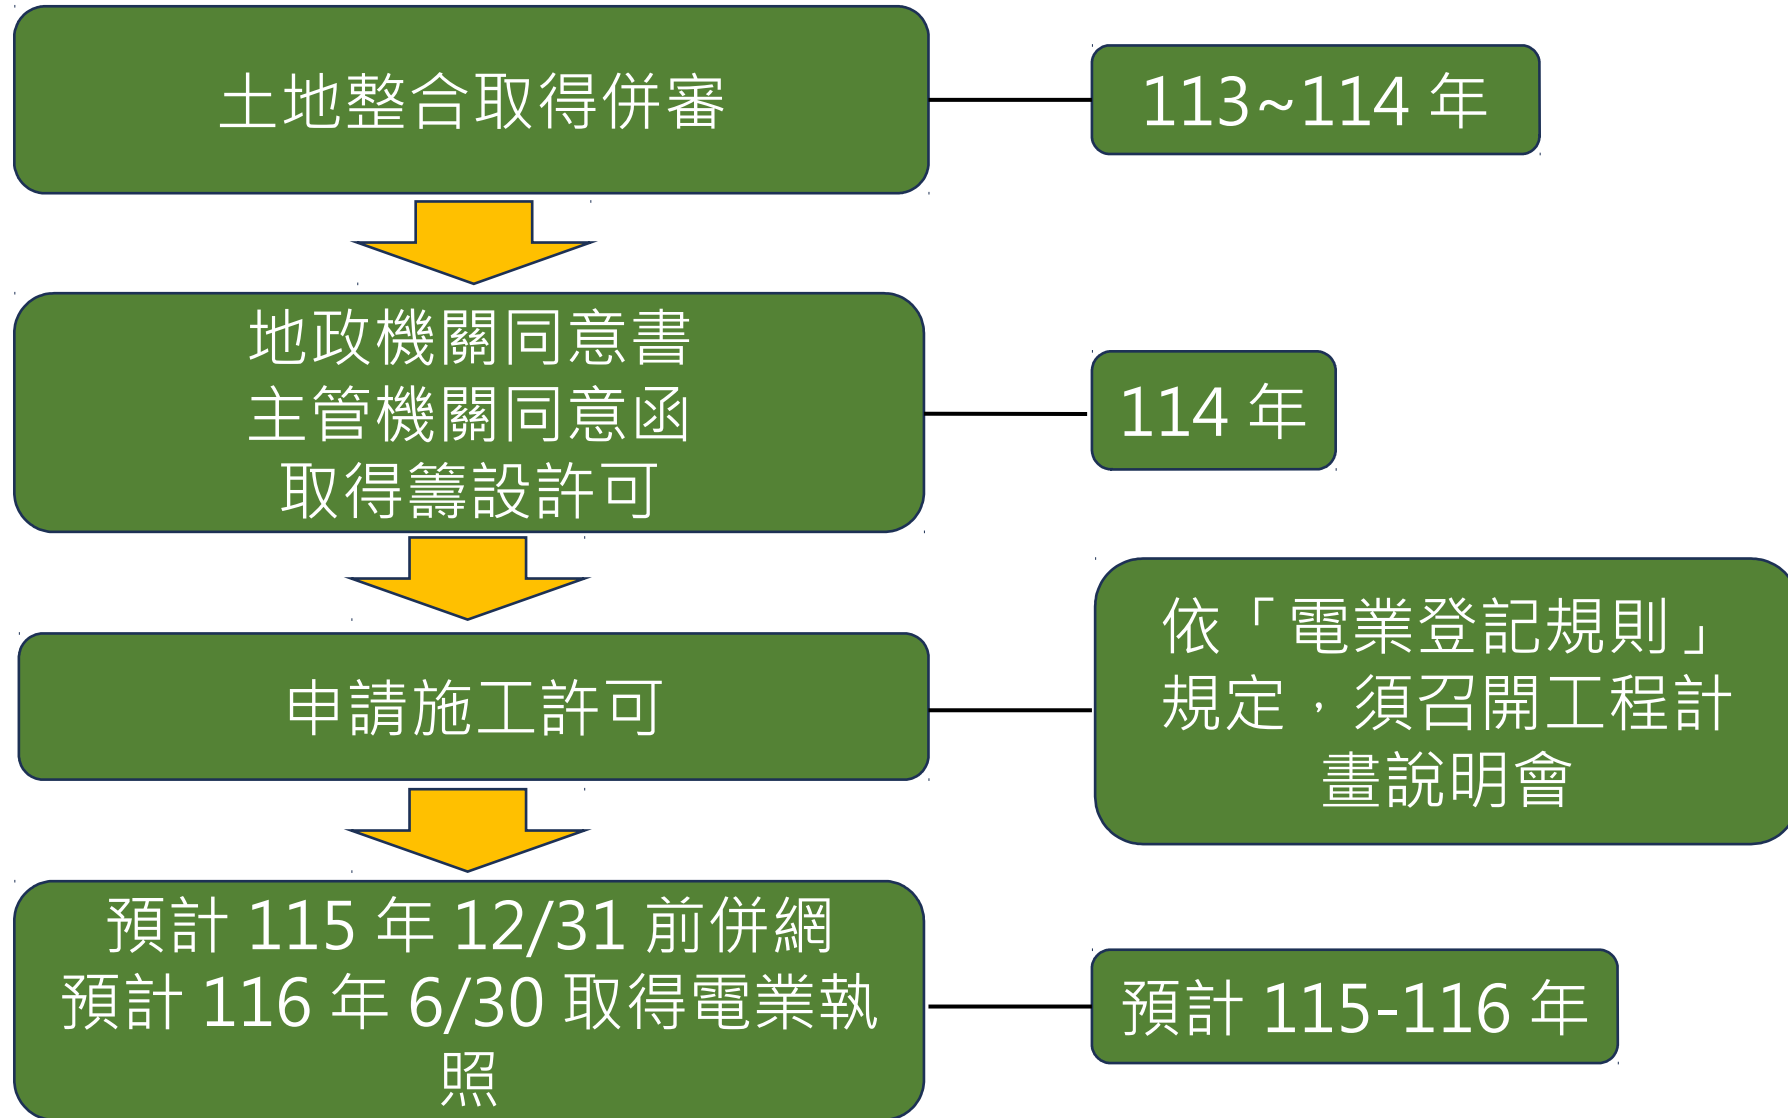 土地整合取得併審
113~114 年
地政機關同意書
主管機關同意函
取得籌設許可
114 年
申請施工許可
依「電業登記規則」
規定，須召開工程計
畫說明會
預計 115 年 12/31 前併網
預計 116 年 6/30 取得電業執
照
預計 115-116 年